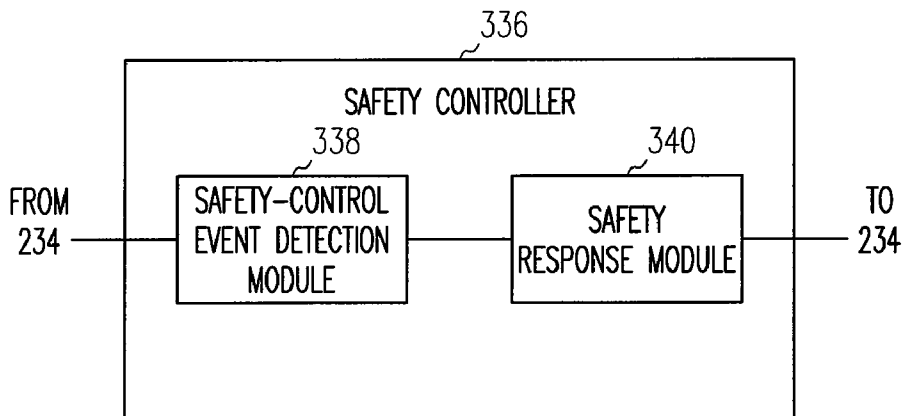 336
SAFETY CONTROLLER
338
340
FROM
234
SAFETY-CONTROL
EVENT DETECTION
MODULE
SAFETY
RESPONSE MODULE
TO
234